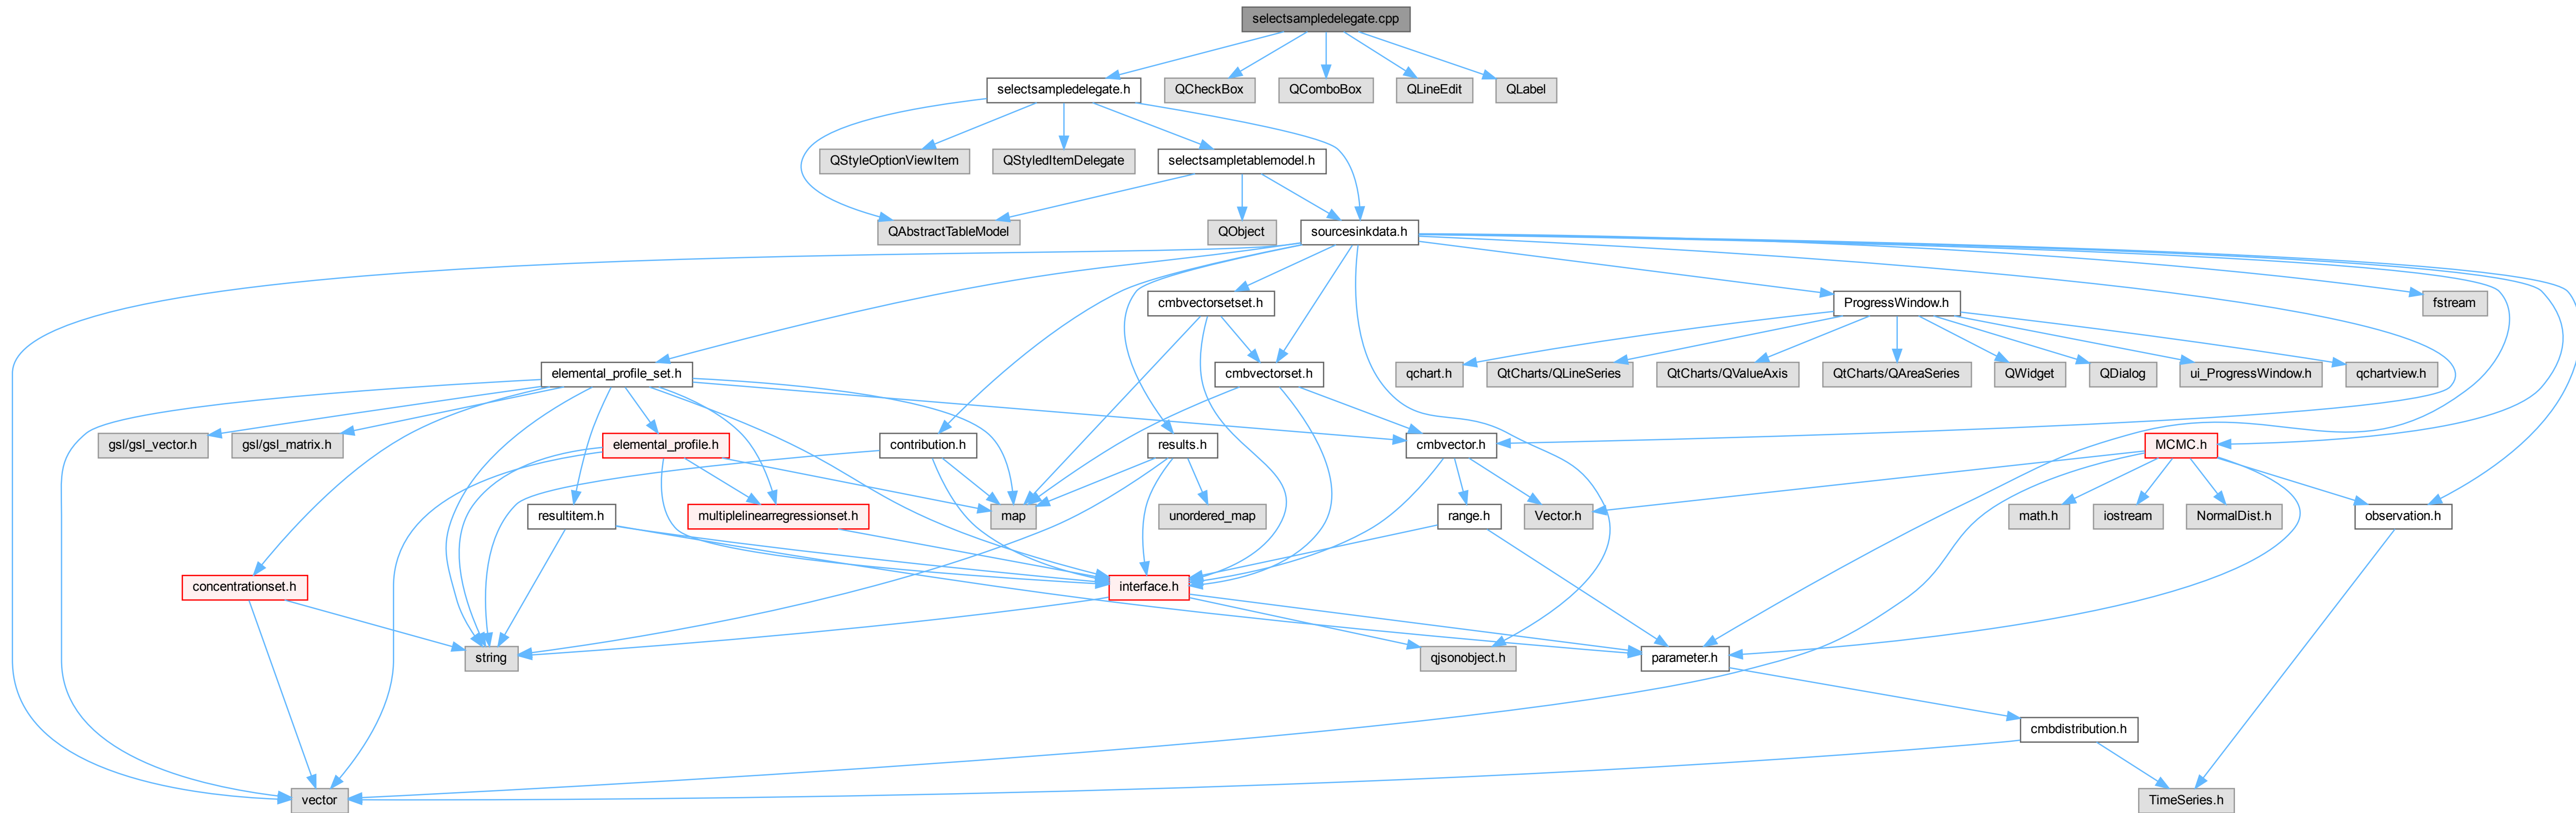 selectsampledelegate.cpp
selectsampledelegate.h
QCheckBox
QComboBox
QLineEdit
QLabel
QStyleOptionViewItem
QStyledItemDelegate
selectsampletablemodel.h
QAbstractTableModel
QObject
sourcesinkdata.h
cmbvectorsetset.h
ProgressWindow.h
fstream
elemental_profile_set.h
cmbvectorset.h
qchart.h
QtCharts/QLineSeries
QtCharts/QValueAxis
QtCharts/QAreaSeries
QWidget
QDialog
ui_ProgressWindow.h
qchartview.h
gsl/gsl_vector.h
gsl/gsl_matrix.h
elemental_profile.h
contribution.h
results.h
cmbvector.h
MCMC.h
resultitem.h
multiplelinearregressionset.h
map
unordered_map
range.h
Vector.h
math.h
iostream
NormalDist.h
observation.h
concentrationset.h
interface.h
string
qjsonobject.h
parameter.h
cmbdistribution.h
vector
TimeSeries.h